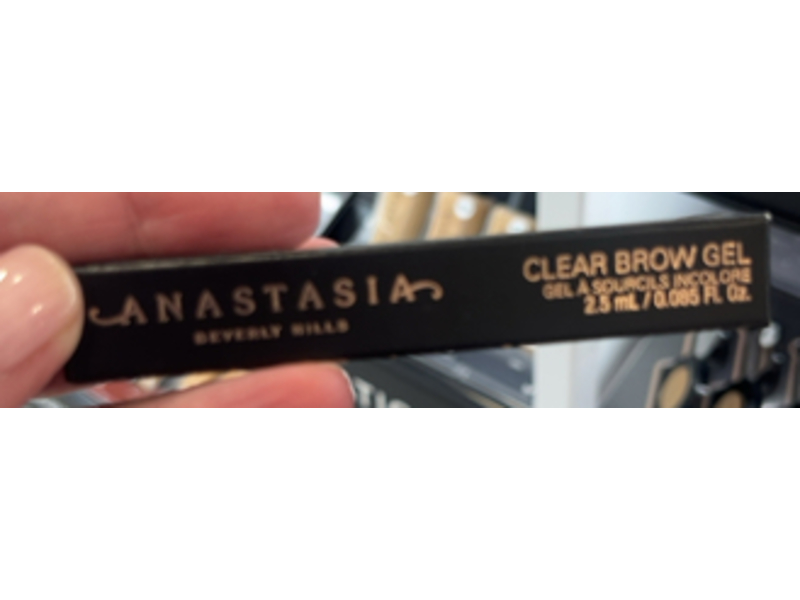 ANASTASIA
BEVERLY HILLS
CLEAR BROW GEL
GEL À SOURCILS INCOLORE
2.5 mL / 0.085 Fl. Oz.